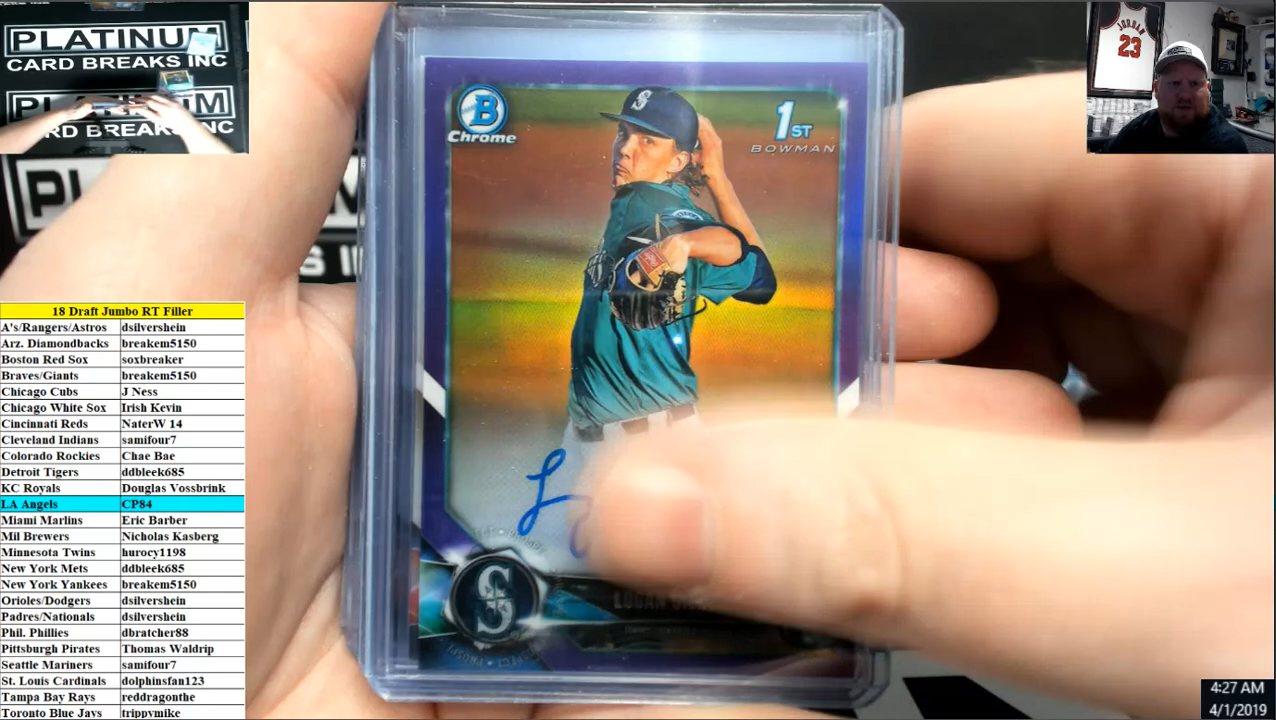 PLATINUM
CARD BREAKS INC
PLATINUM
RD BREAKS INC
PL
S I
B
Chrome
1ST
BOWMAN
S
JORDAN
23
L
S
LOGAN
18 Draft Jumbo RT Filler
A's/Rangers/Astros dsilvershein
Arz. Diamondbacks breakem5150
Boston Red Sox soxbreaker
Braves/Giants breakem5150
Chicago Cubs J Ness
Chicago White Sox Irish Kevin
Cincinnati Reds NaterW 14
Cleveland Indians samifour7
Colorado Rockies Chae Bae
Detroit Tigers ddbleek685
KC Royals Douglas Vossbrink
LA Angels CP84
Miami Marlins Eric Barber
Mil Brewers Nicholas Kasberg
Minnesota Twins hurocy1198
New York Mets ddbleek685
New York Yankees breakem5150
Orioles/Dodgers dsilvershein
Padres/Nationals dsilvershein
Phil. Phillies dbratcher88
Pittsburgh Pirates Thomas Waldrip
Seattle Mariners samifour7
St. Louis Cardinals dolphinsfan123
Tampa Bay Rays reddragonthe
Toronto Blue Jays trippymike
4:27 AM
4/1/2019